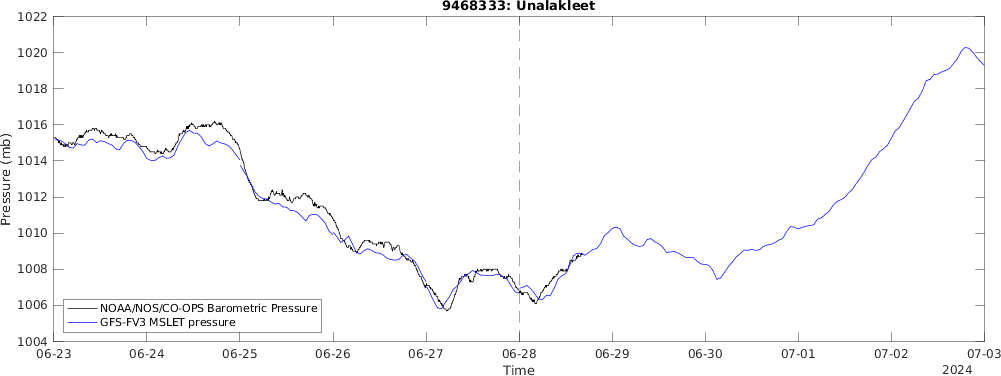 9468333: Unalakleet
1022
1020
1018
1016
1014
1012
1010
1008
1006
1004
Pressure (mb)
NOAA/NOS/CO-OPS Barometric Pressure
GFS-FV3 MSLET pressure
06-23 06-24 06-25 06-26 06-27 06-28 06-29 06-30 07-01 07-02 07-03
Time
2024